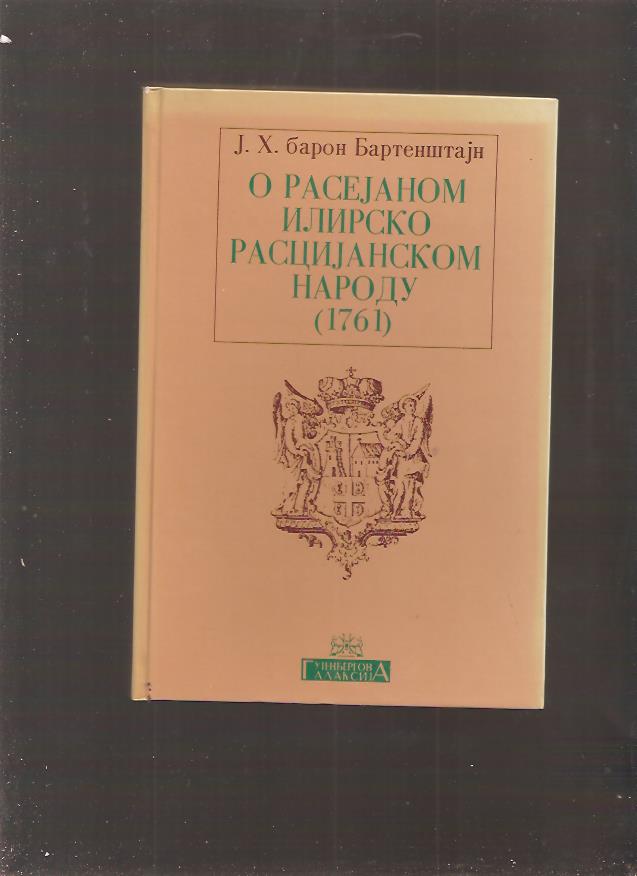 Ј. Х. барон Бартенштајн
О РАСЕЈАНОМ
ИЛИРСКО
РАСЦИЈАНСКОМ
НАРОДУ
(1761)
ГУТЕНБЕРГОВА
ГАЛАКСИЈА